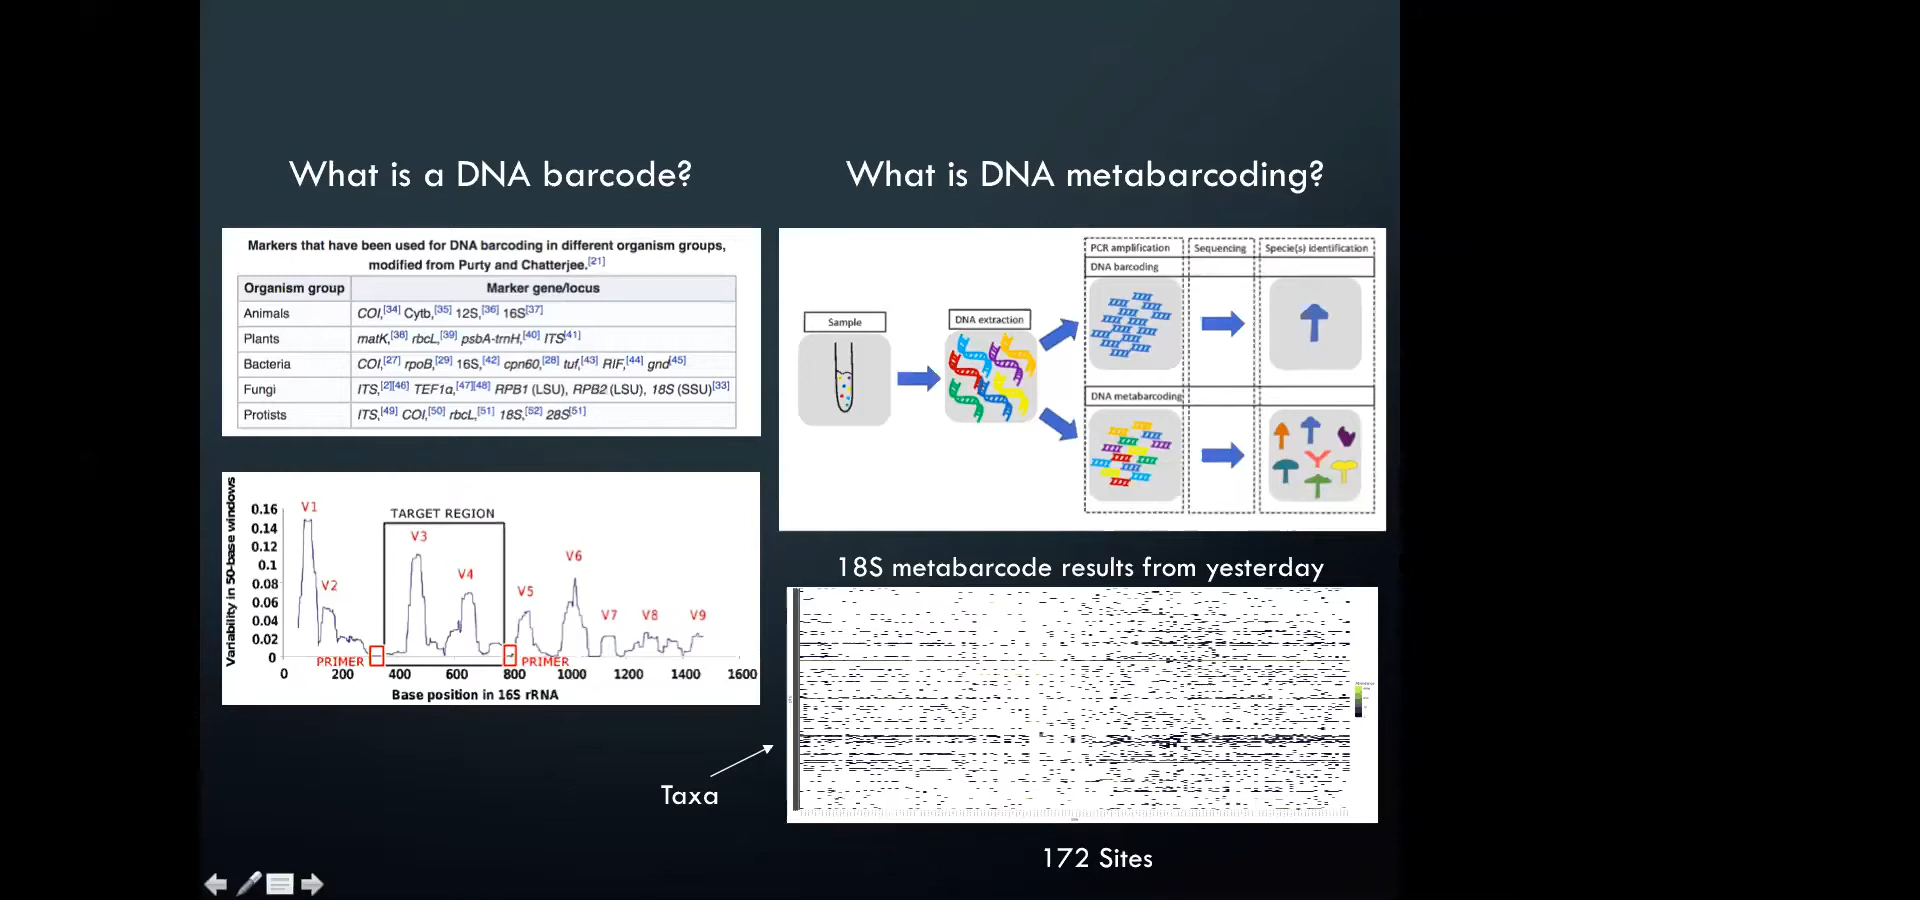 What is a DNA barcode?
Markers that have been used for DNA barcoding in different organism groups,
modified from Purty and Chatterjee.[21]
Organism group Marker gene/locus
Animals COI,[34] Cytb,[35] 12S,[36] 16S[37]
Plants matK,[38] rbcL,[39] psbA-trnH,[40] ITS[41]
Bacteria COI,[27] rpoB,[29] 16S,[42] cpn60,[28] tuf,[43] RIF,[44] gnd[45]
Fungi ITS,[2][46] TEF1α,[47][48] RPB1 (LSU), RPB2 (LSU), 18S (SSU)[33]
Protists ITS,[49] COI,[50] rbcL,[51] 18S,[52] 28S[51]
Variability in 50-base windows
0.16
0.14
0.12
0.1
0.08
0.06
0.04
0.02
0
V1
V2
TARGET REGION
V3
V4
V5
V6
V7
V8
V9
PRIMER
PRIMER
0 200 400 600 800 1000 1200 1400 1600
Base position in 16S rRNA
What is DNA metabarcoding?
Sample
DNA extraction
PCR amplification Sequencing Specie(s) identification
DNA barcoding
DNA metabarcoding
18S metabarcode results from yesterday
Taxa
172 Sites